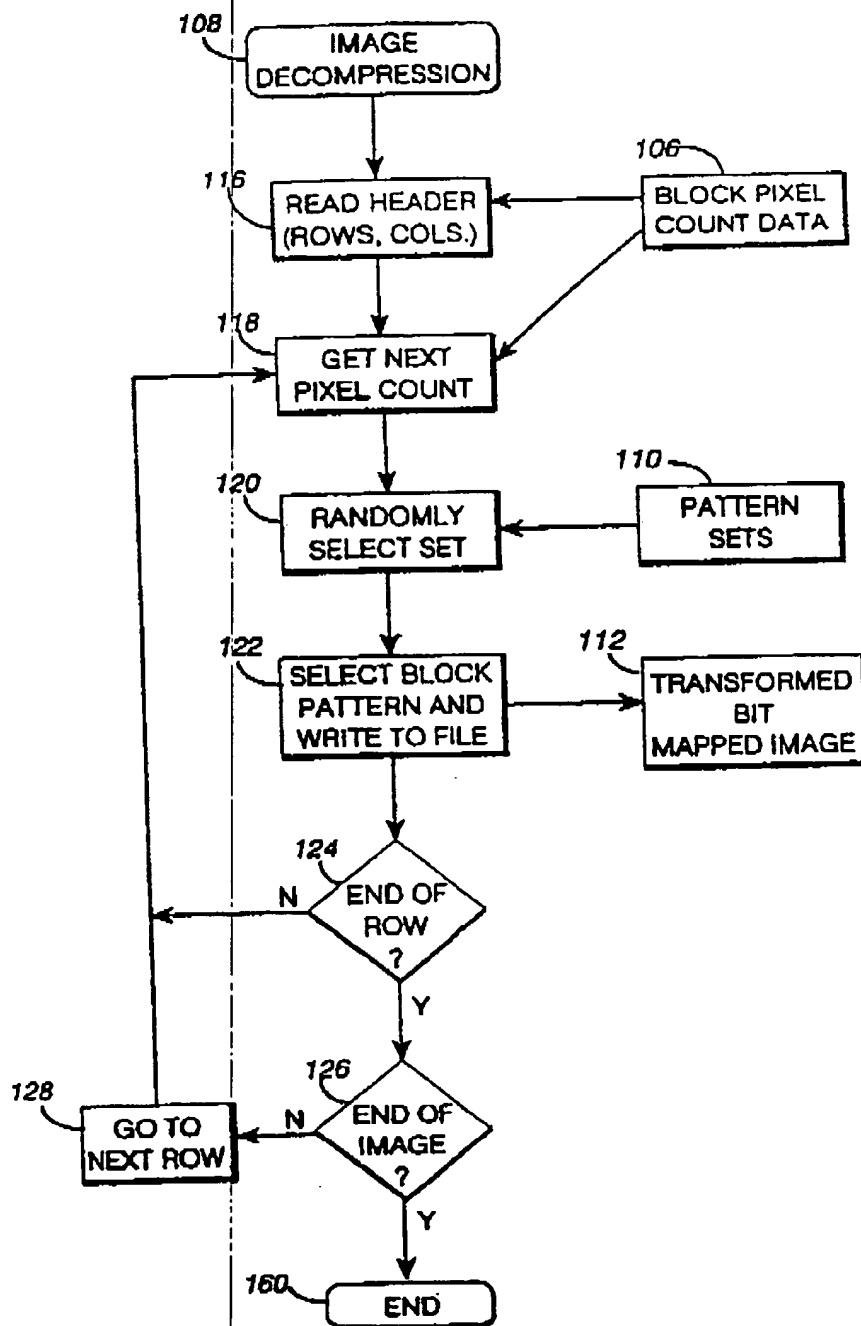 108
IMAGE
DECOMPRESSION
116
READ HEADER
(ROWS, COLS.)
106
BLOCK PIXEL
COUNT DATA
118
GET NEXT
PIXEL COUNT
120
RANDOMLY
SELECT SET
110
PATTERN
SETS
122
SELECT BLOCK
PATTERN AND
WRITE TO FILE
112
TRANSFORMED
BIT
MAPPED IMAGE
124
END OF
ROW
?
N
Y
126
END OF
IMAGE
?
N
Y
128
GO TO
NEXT ROW
160
END